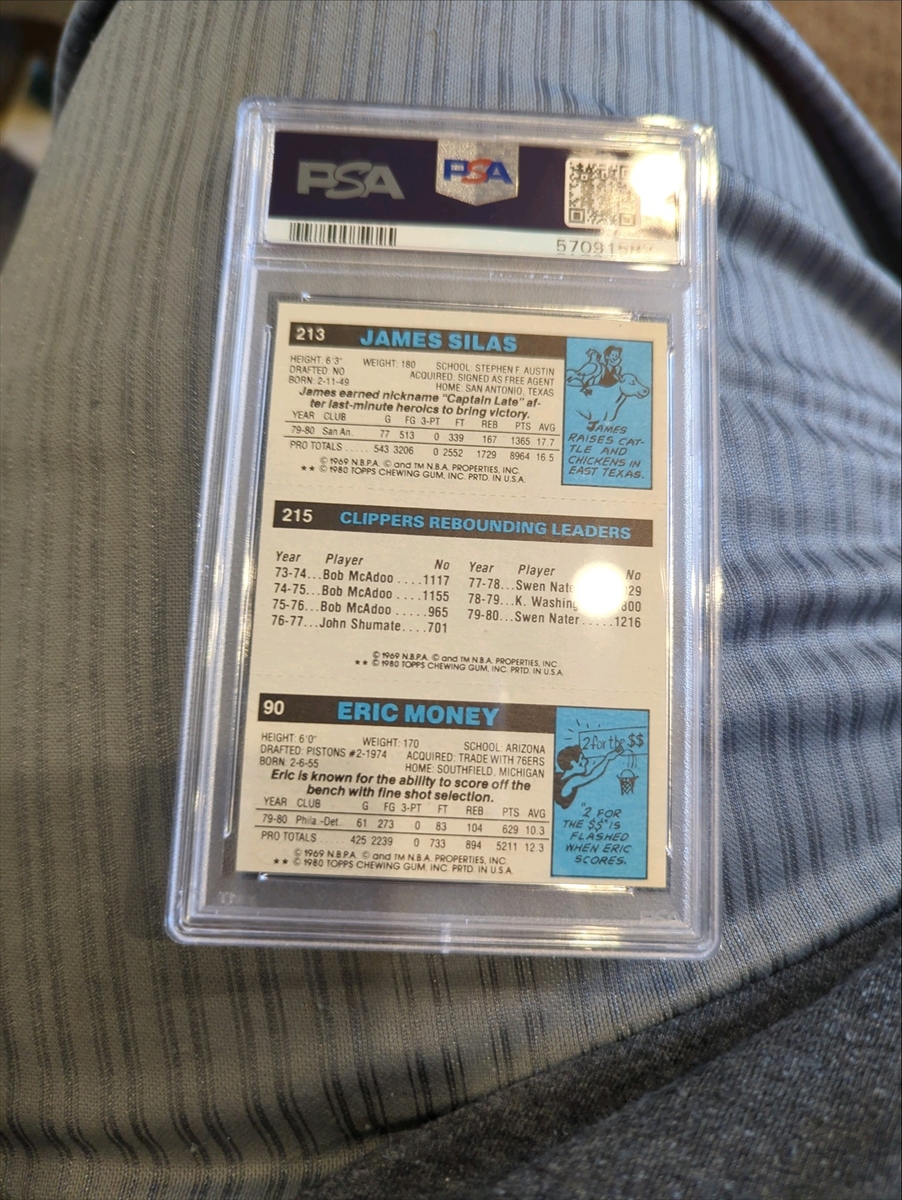 PSA PSA
570915
213 JAMES SILAS
HEIGHT: 6'3" WEIGHT: 180 SCHOOL: STEPHEN F. AUSTIN
DRAFTED: NO ACQUIRED: SIGNED AS FREE AGENT
BORN: 2-11-49 HOME: SAN ANTONIO, TEXAS
James earned nickname "Captain Late" af-
ter last-minute heroics to bring victory.
YEAR CLUB G FG 3-PT FT REB PTS AVG
79-80 San An. 77 513 0 339 167 1365 17.7
PRO TOTALS ..... 543 3206 0 2552 1729 8964 16.5
© 1969 N.B.P.A. © and TM N.B.A. PROPERTIES, INC.
★★ © 1980 TOPPS CHEWING GUM, INC. PRTD. IN U.S.A.
JAMES
RAISES CAT-
TLE AND
CHICKENS IN
EAST TEXAS.
215 CLIPPERS REBOUNDING LEADERS
Year Player No Year Player No
73-74...Bob McAdoo ....1117 77-78...Swen 29
74-75...Bob McAdoo ....1155 78-79...K. 800
75-76...Bob McAdoo .....965 79-80...Swen Nater .....1216
76-77...John Shumate....701
© 1969 N.B.P.A. © and TM N.B.A. PROPERTIES, INC.
★★ © 1980 TOPPS CHEWING GUM, INC. PRTD. IN U.S.A.
90 ERIC MONEY
HEIGHT: 6'0" WEIGHT: 170 SCHOOL: ARIZONA
DRAFTED: PISTONS #2-1974 ACQUIRED: TRADE WITH 76ERS
BORN: 2-6-55 HOME: SOUTHFIELD, MICHIGAN
Eric is known for the ability to score off the
bench with fine shot selection.
YEAR CLUB G FG 3-PT FT REB PTS AVG
79-80 Phila.-Det. 61 273 0 83 104 629 10.3
PRO TOTALS ..... 425 2239 0 733 894 5211 12.3
© 1969 N.B.P.A. © and TM N.B.A. PROPERTIES, INC.
★★ © 1980 TOPPS CHEWING GUM, INC. PRTD. IN U.S.A.
2 for the $$
"2 FOR
THE $$" IS
FLASHED
WHEN ERIC
SCORES.